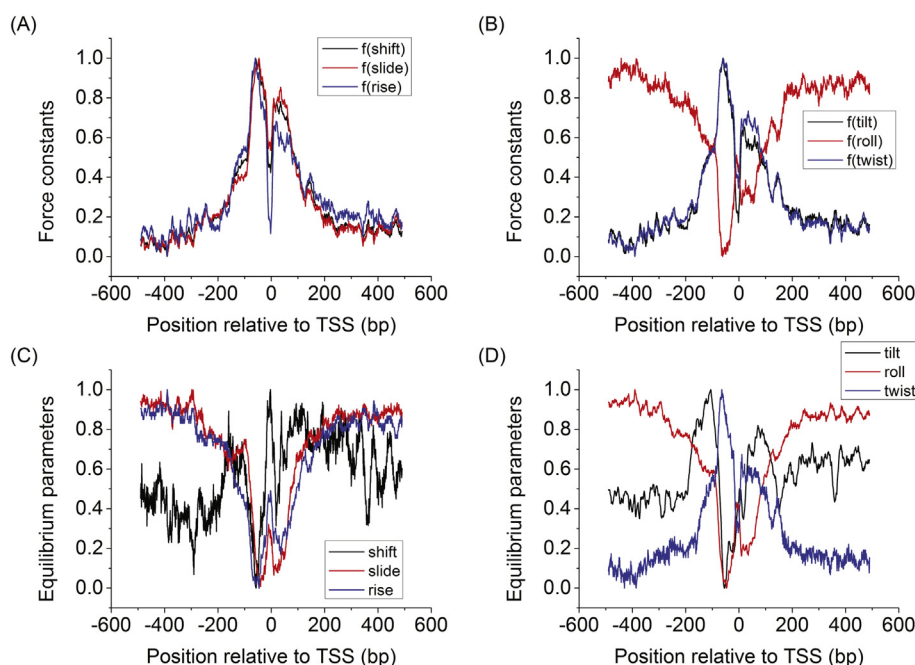 (A)
f(shift)
f(slide)
f(rise)
1.0
0.8
0.6
0.4
0.2
0.0
Force constants
-600 -400 -200 0 200 400 600
Position relative to TSS (bp)
(B)
f(tilt)
f(roll)
f(twist)
1.0
0.8
0.6
0.4
0.2
0.0
Force constants
-600 -400 -200 0 200 400 600
Position relative to TSS (bp)
(C)
shift
slide
rise
1.0
0.8
0.6
0.4
0.2
0.0
Equilibrium parameters
-600 -400 -200 0 200 400 600
Position relative to TSS (bp)
(D)
tilt
roll
twist
1.0
0.8
0.6
0.4
0.2
0.0
Equilibrium parameters
-600 -400 -200 0 200 400 600
Position relative to TSS (bp)